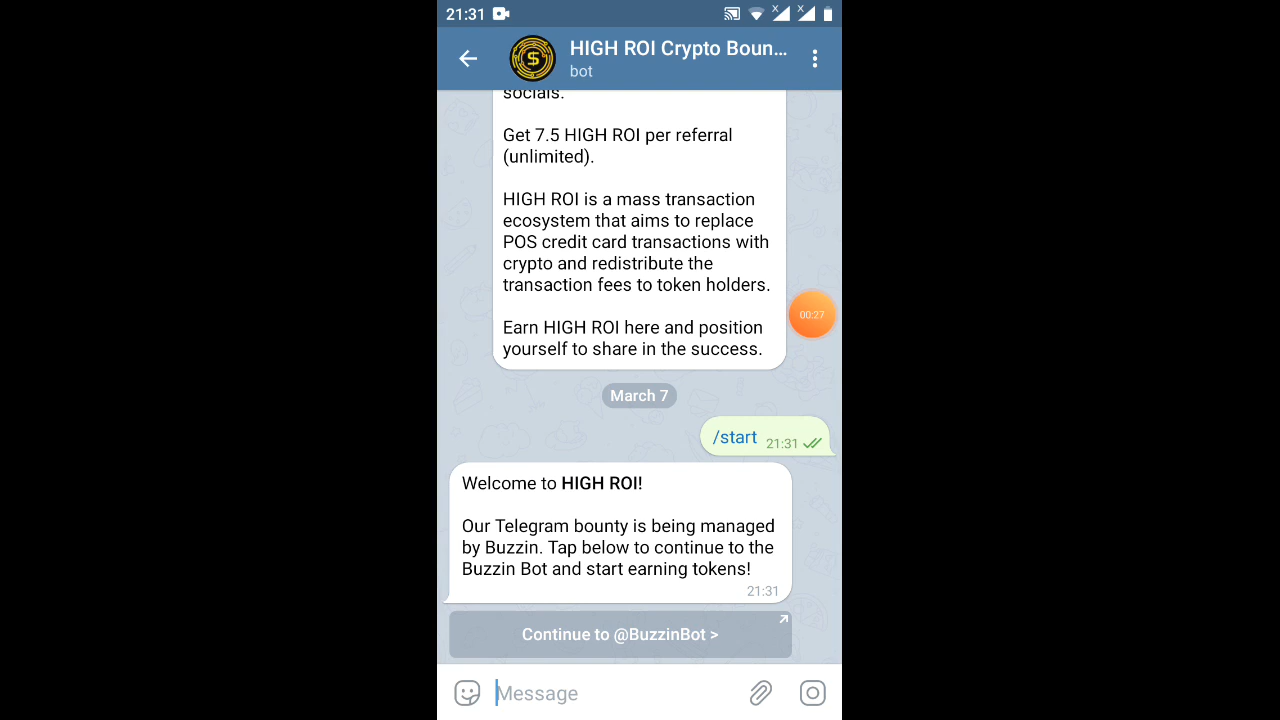 21:31
HIGH ROI Crypto Boun...
bot
socials.
Get 7.5 HIGH ROI per referral
(unlimited).
HIGH ROI is a mass transaction
ecosystem that aims to replace
POS credit card transactions with
crypto and redistribute the
transaction fees to token holders.
Earn HIGH ROI here and position
yourself to share in the success.
00:27
March 7
/start 21:31
Welcome to HIGH ROI!
Our Telegram bounty is being managed
by Buzzin. Tap below to continue to the
Buzzin Bot and start earning tokens!
21:31
Continue to @BuzzinBot >
Message